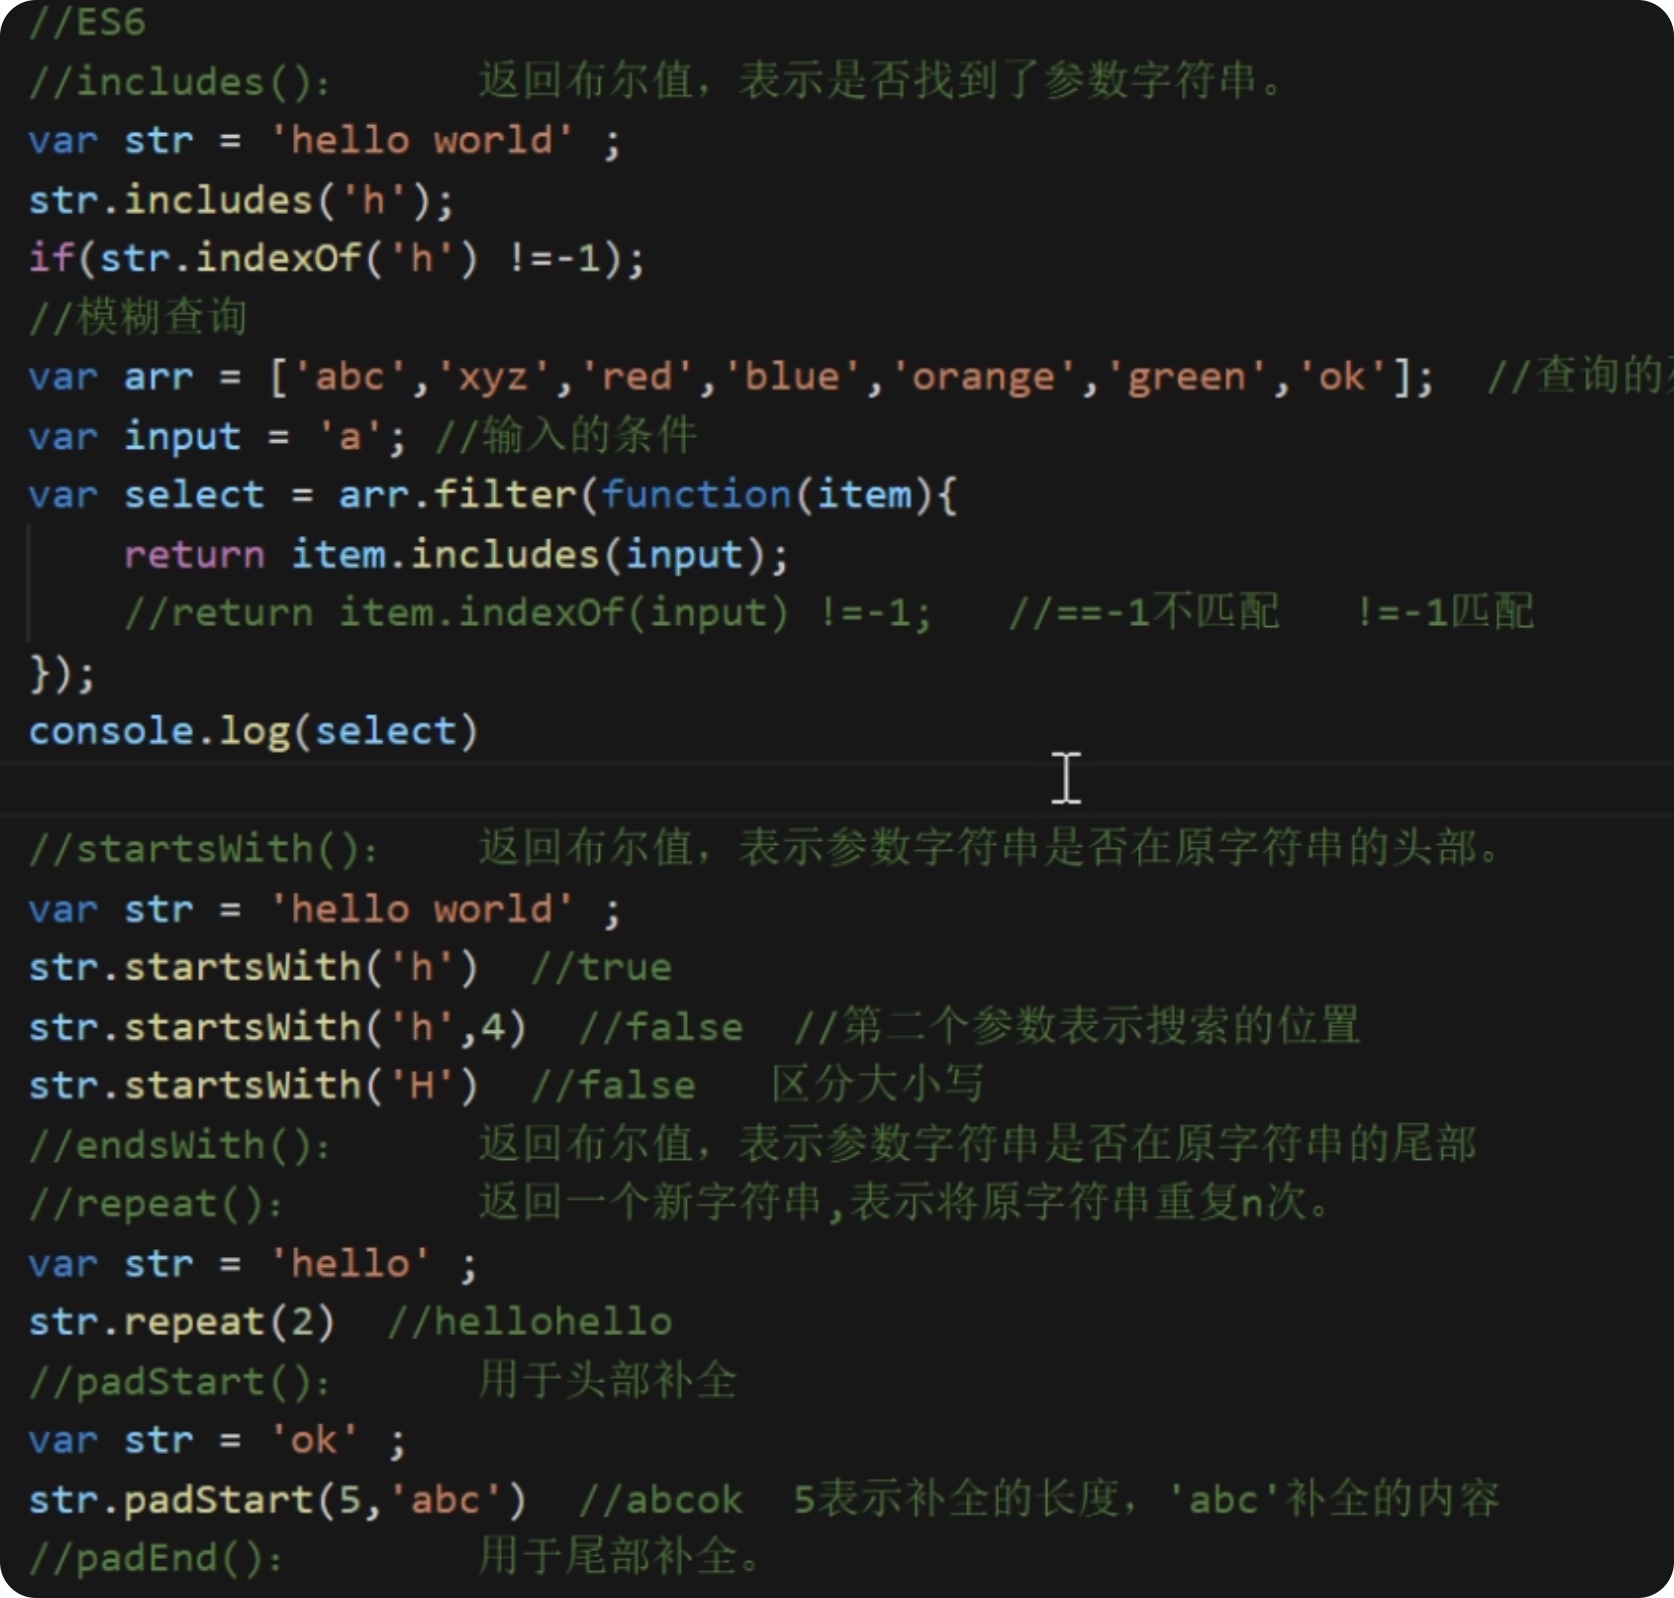 //ES6
//includes():      返回布尔值，表示是否找到了参数字符串。
var str = 'hello world' ;
str.includes('h');
if(str.indexOf('h') !=-1);
//模糊查询
var arr = ['abc','xyz','red','blue','orange','green','ok'];  //查询的
var input = 'a'; //输入的条件
var select = arr.filter(function(item){
    return item.includes(input);
    //return item.indexOf(input) !=-1;   //==-1不匹配   !=-1匹配
});
console.log(select)
//startsWith():    返回布尔值，表示参数字符串是否在原字符串的头部。
var str = 'hello world' ;
str.startsWith('h')  //true
str.startsWith('h',4)  //false  //第二个参数表示搜索的位置
str.startsWith('H')  //false   区分大小写
//endsWith():      返回布尔值，表示参数字符串是否在原字符串的尾部
//repeat():        返回一个新字符串,表示将原字符串重复n次。
var str = 'hello' ;
str.repeat(2)  //hellohello
//padStart():      用于头部补全
var str = 'ok' ;
str.padStart(5,'abc')  //abcok  5表示补全的长度，'abc'补全的内容
//padEnd():        用于尾部补全。